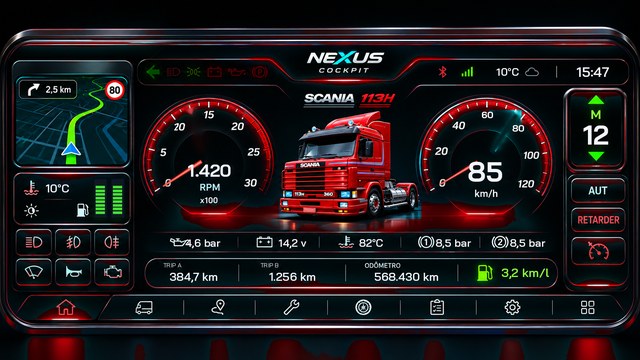 NEXUS
COCKPIT
2,5 km
80
10°C
15:47
SCANIA 113H
0
5
10
15
20
25
30
1.420
RPM
x100
SCANIA
113H
360
0
20
40
60
80
100
120
85
km/h
M
12
AUT
RETARDER
10°C
4,6 bar
14,2 v
82°C
1 8,5 bar
2 8,5 bar
TRIP A
384,7 km
TRIP B
1.256 km
ODÔMETRO
568.430 km
3,2 km/l